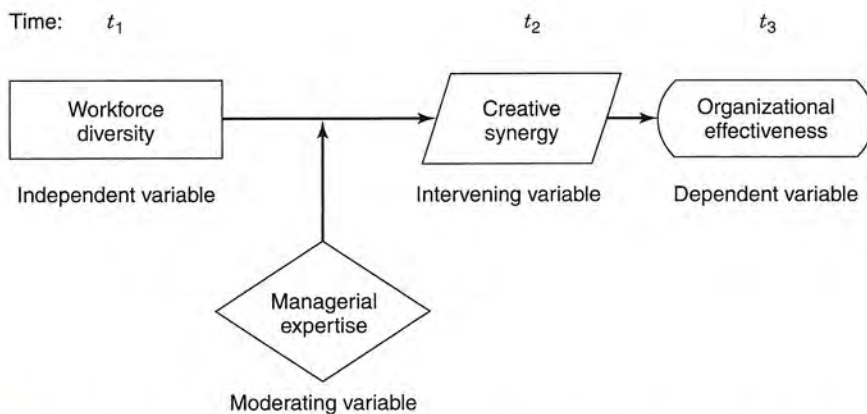 Time: t1 t2 t3
Workforce
diversity
Creative
synergy
Organizational
effectiveness
Independent variable
Intervening variable
Dependent variable
Managerial
expertise
Moderating variable